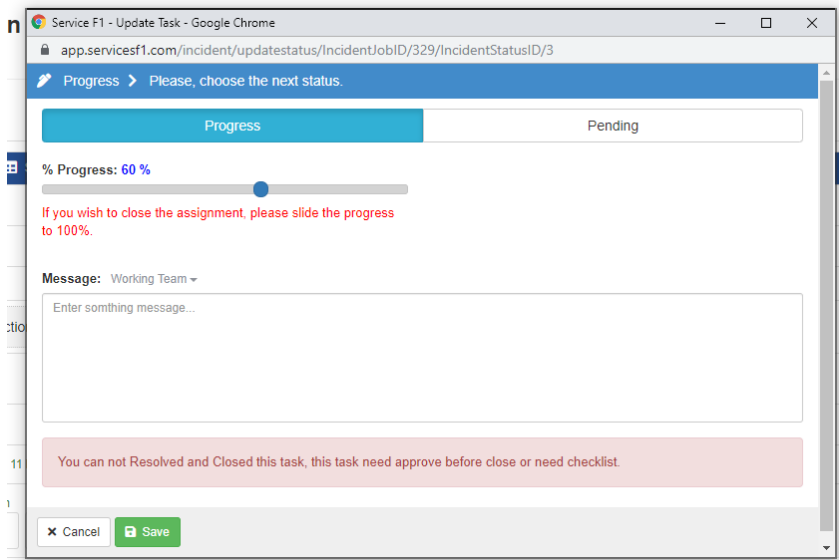 n
Service F1 - Update Task - Google Chrome
app.servicesf1.com/incident/updatestatus/IncidentJobID/329/IncidentStatusID/3
Progress > Please, choose the next status.
Progress Pending
% Progress: 60 %
If you wish to close the assignment, please slide the progress
to 100%.
Message: Working Team
Enter somthing message...
ctio
You can not Resolved and Closed this task, this task need approve before close or need checklist.
11
Cancel Save